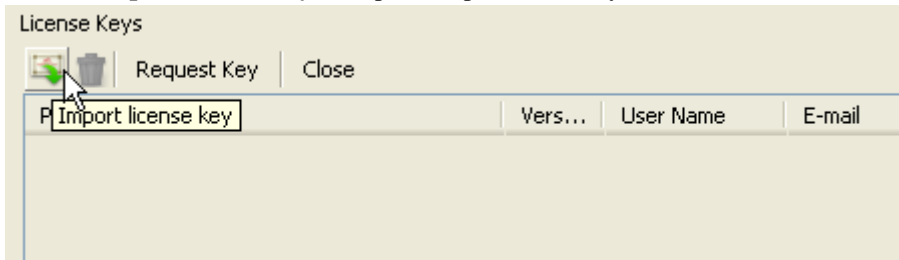 License Keys
Request Key Close
Import license key
P Vers... User Name E-mail